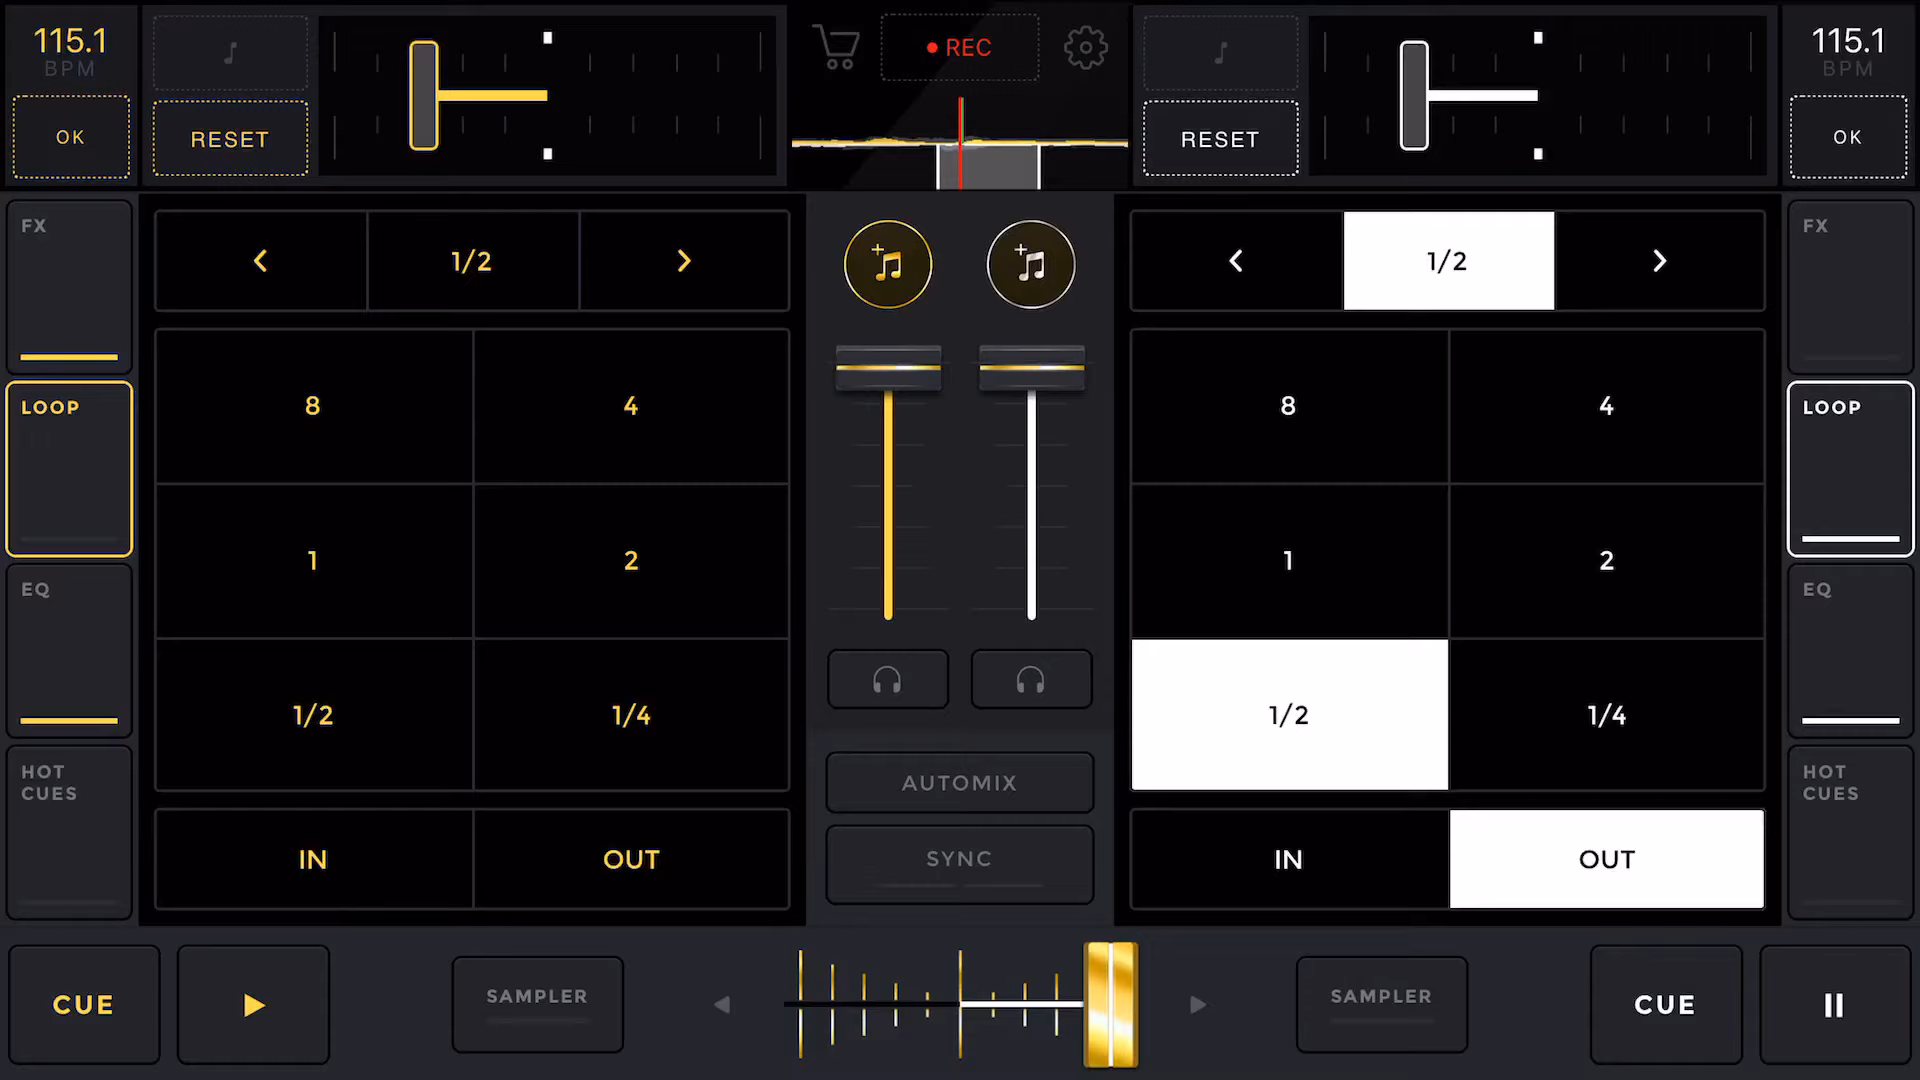 115.1
BPM
OK
RESET
REC
RESET
115.1
BPM
OK
FX
LOOP
EQ
HOT
CUES
1/2
8
4
1
2
1/2
1/4
IN
OUT
AUTOMIX
SYNC
1/2
8
4
1
2
1/2
1/4
IN
OUT
FX
LOOP
EQ
HOT
CUES
CUE
SAMPLER
SAMPLER
CUE